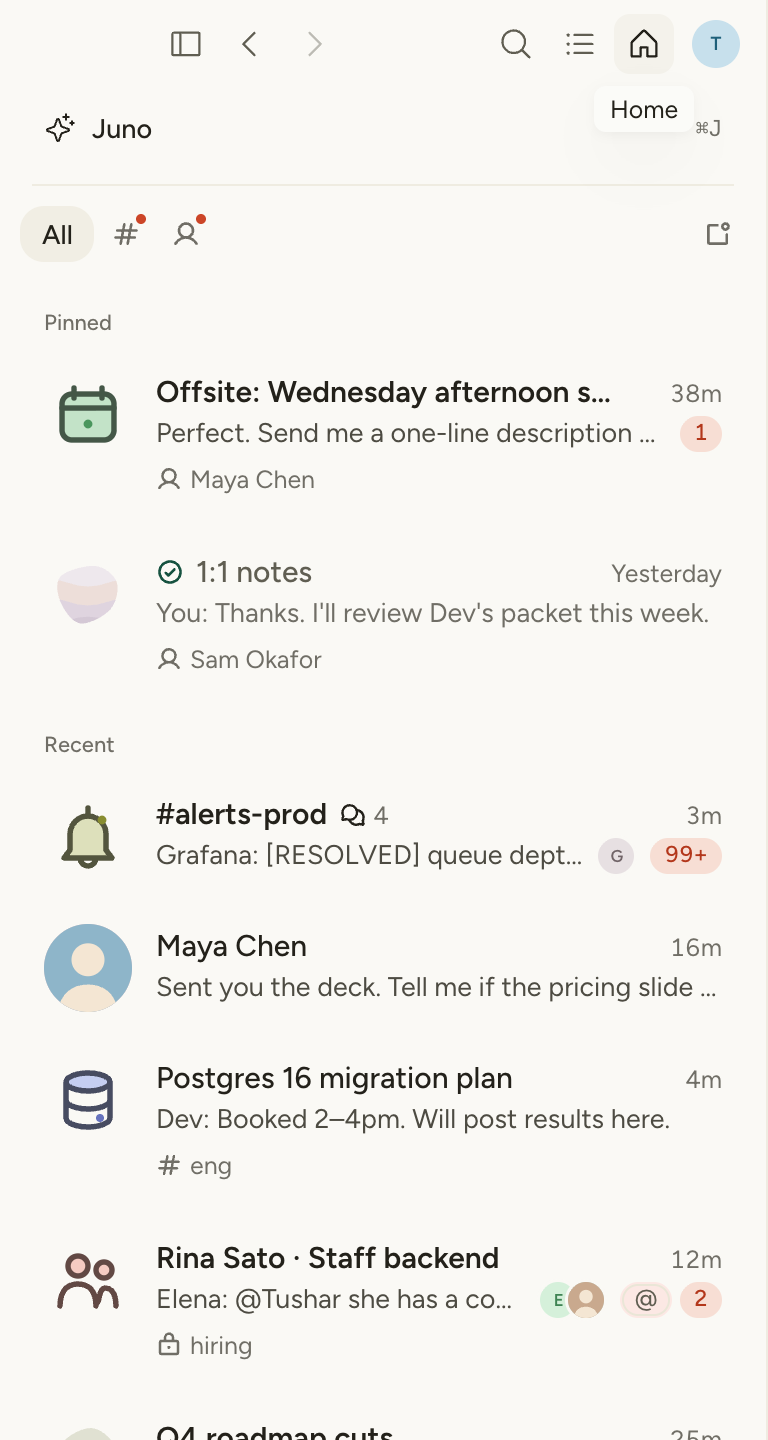 T
Home
Juno
⌘J
All
Pinned
Offsite: Wednesday afternoon s...
38m
Perfect. Send me a one-line description ...
1
Maya Chen
1:1 notes
Yesterday
You: Thanks. I'll review Dev's packet this week.
Sam Okafor
Recent
#alerts-prod 4
3m
Grafana: [RESOLVED] queue dept...
G 99+
Maya Chen
16m
Sent you the deck. Tell me if the pricing slide ...
Postgres 16 migration plan
4m
Dev: Booked 2–4pm. Will post results here.
# eng
Rina Sato · Staff backend
12m
Elena: @Tushar she has a co...
E @ 2
hiring
Q4 roadmap cuts
25m